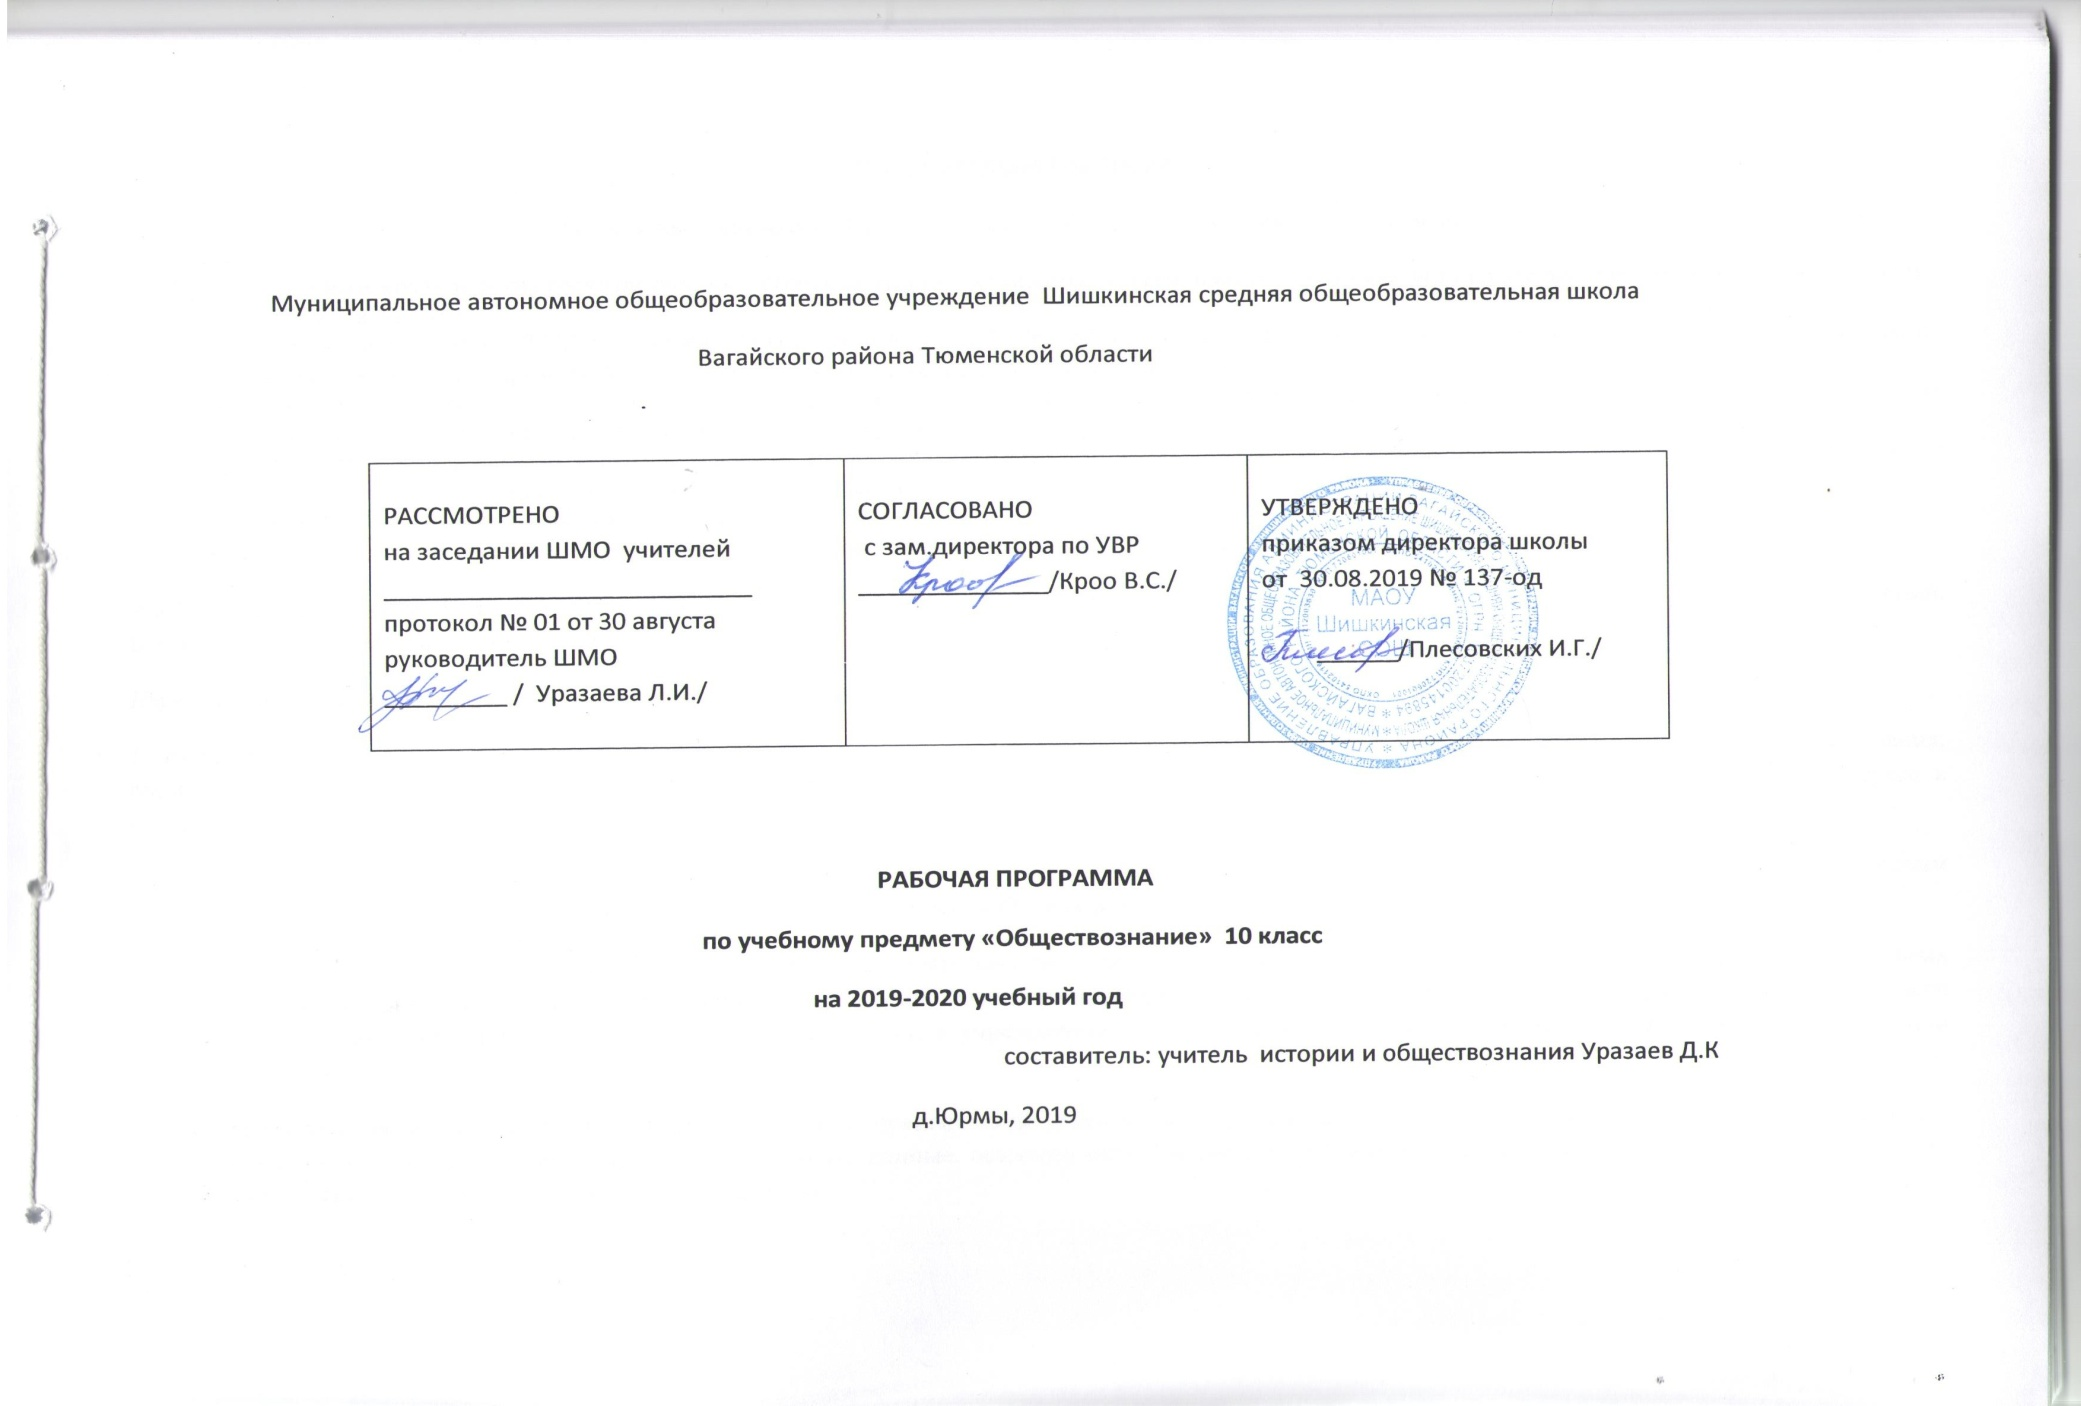 Муниципальное автономное общеобразовательное учреждение Шишкинская средняя общеобразовательная школа
Вагайского района Тюменской области
РАССМОТРЕНО
на заседании ШМО учителей
протокол № 01 от 30 августа
руководитель ШМО
/ Уразаева Л.И./
СОГЛАСОВАНО
с зам.директора по УВР
/Кроо В.С./
УТВЕРЖДЕНО
приказом директора школы
от 30.08.2019 № 137-од
/Плесовских И.Г./
МАОУ
Шишкинская
СОШ
РАБОЧАЯ ПРОГРАММА
по учебному предмету «Обществознание» 10 класс
на 2019-2020 учебный год
составитель: учитель истории и обществознания Уразаев Д.К
д.Юрмы, 2019